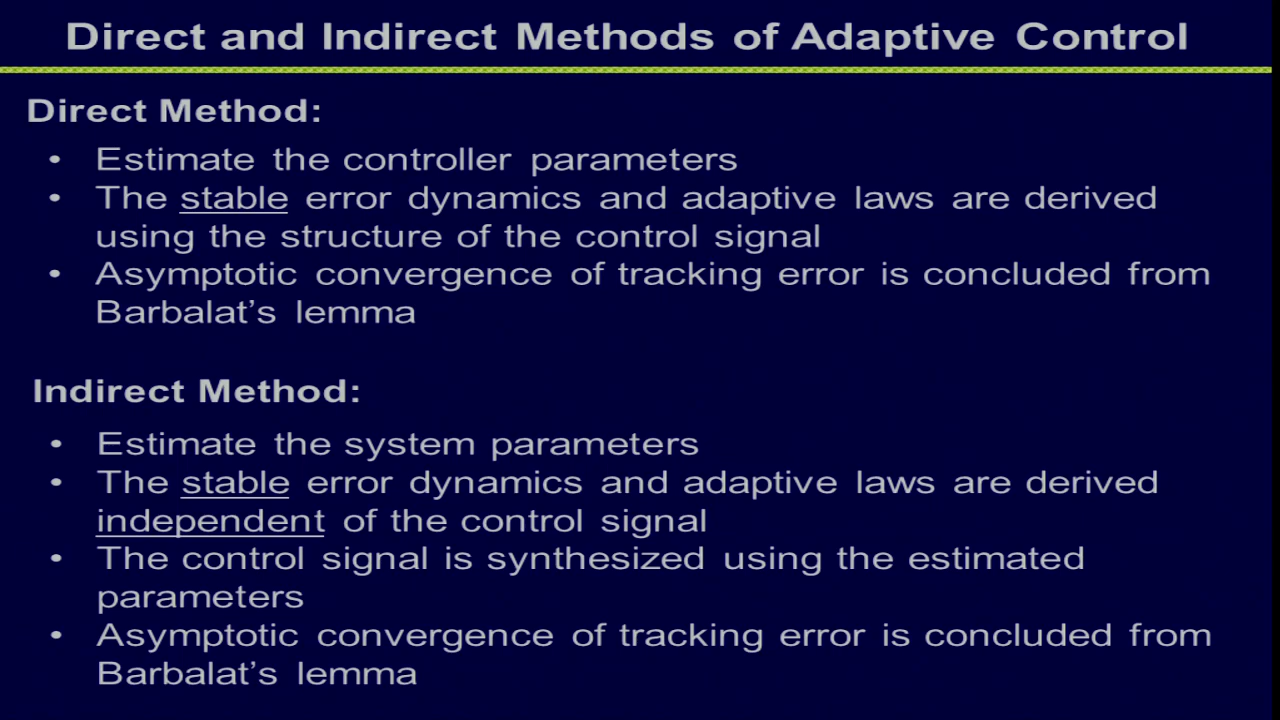 Direct and Indirect Methods of Adaptive Control
Direct Method:
• Estimate the controller parameters
• The stable error dynamics and adaptive laws are derived
using the structure of the control signal
• Asymptotic convergence of tracking error is concluded from
Barbalat’s lemma
Indirect Method:
• Estimate the system parameters
• The stable error dynamics and adaptive laws are derived
independent of the control signal
• The control signal is synthesized using the estimated
parameters
• Asymptotic convergence of tracking error is concluded from
Barbalat’s lemma